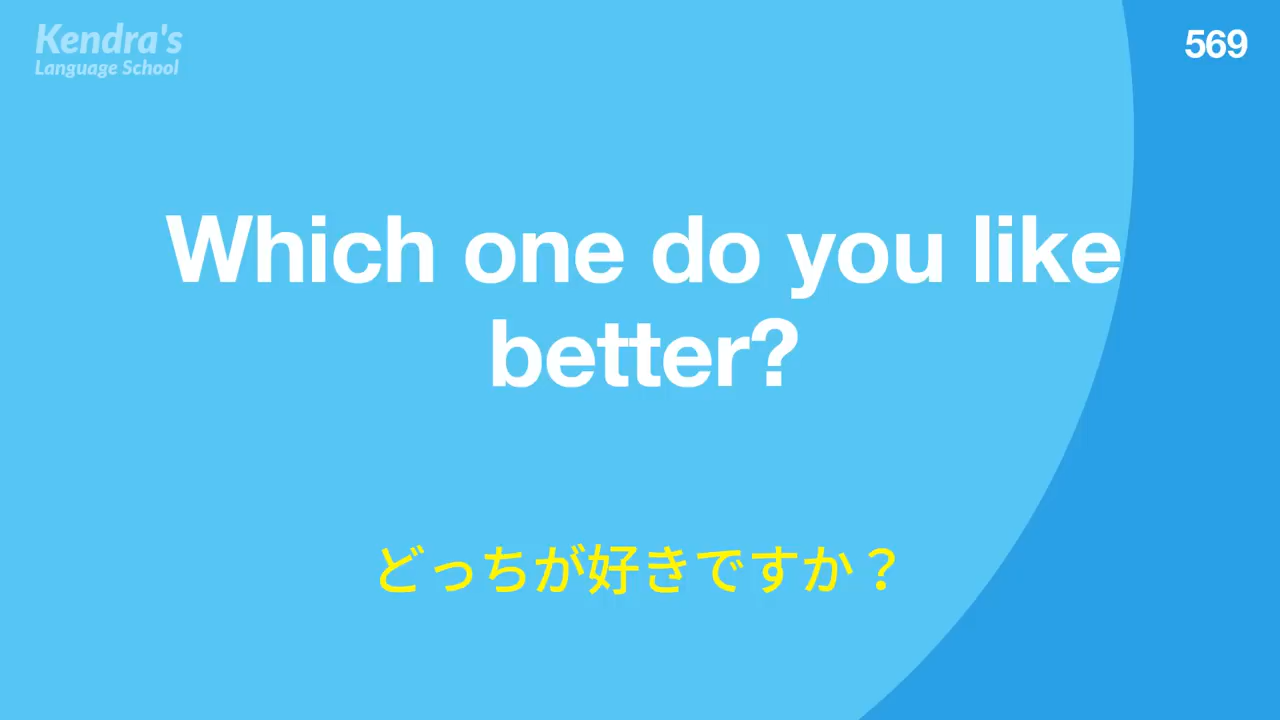 Kendra's
Language School
569
Which one do you like
better?
どっちが好きですか？